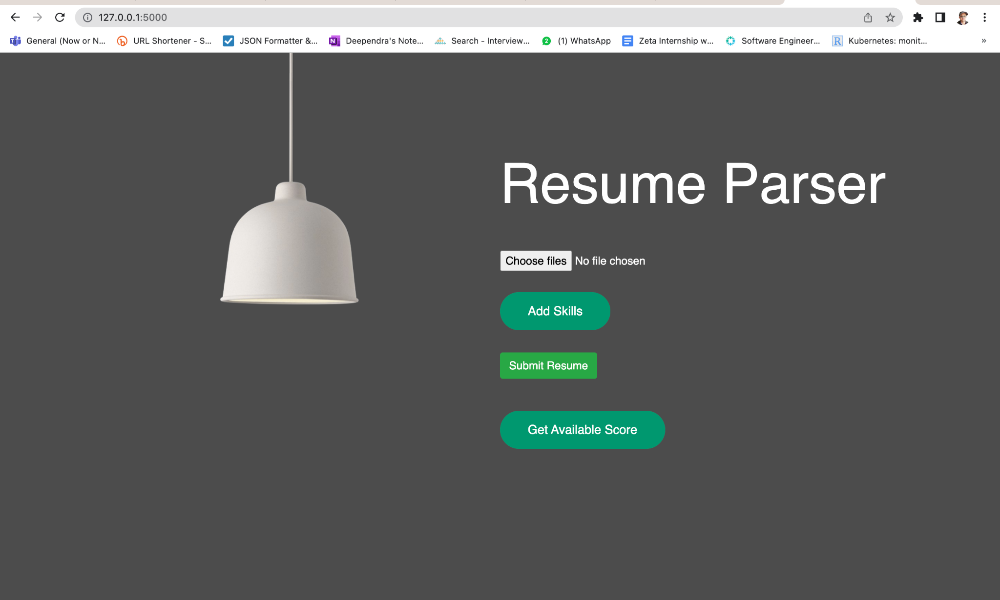 127.0.0.1:5000
General (Now or N... URL Shortener - S... JSON Formatter &... N Deependra's Note... Search - Interview... 2 (1) WhatsApp Zeta Internship w... Software Engineer... R Kubernetes: monit... »
Resume Parser
Choose files No file chosen
Add Skills
Submit Resume
Get Available Score